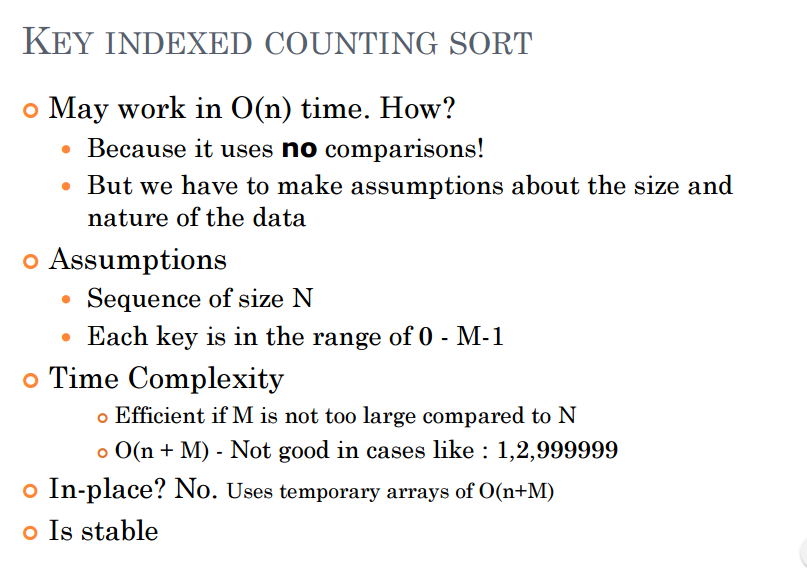 KEY INDEXED COUNTING SORT
May work in O(n) time. How?
Because it uses no comparisons!
But we have to make assumptions about the size and
nature of the data
Assumptions
Sequence of size N
Each key is in the range of 0 - M-1
Time Complexity
Efficient if M is not too large compared to N
O(n + M) - Not good in cases like : 1,2,999999
In-place? No. Uses temporary arrays of O(n+M)
Is stable